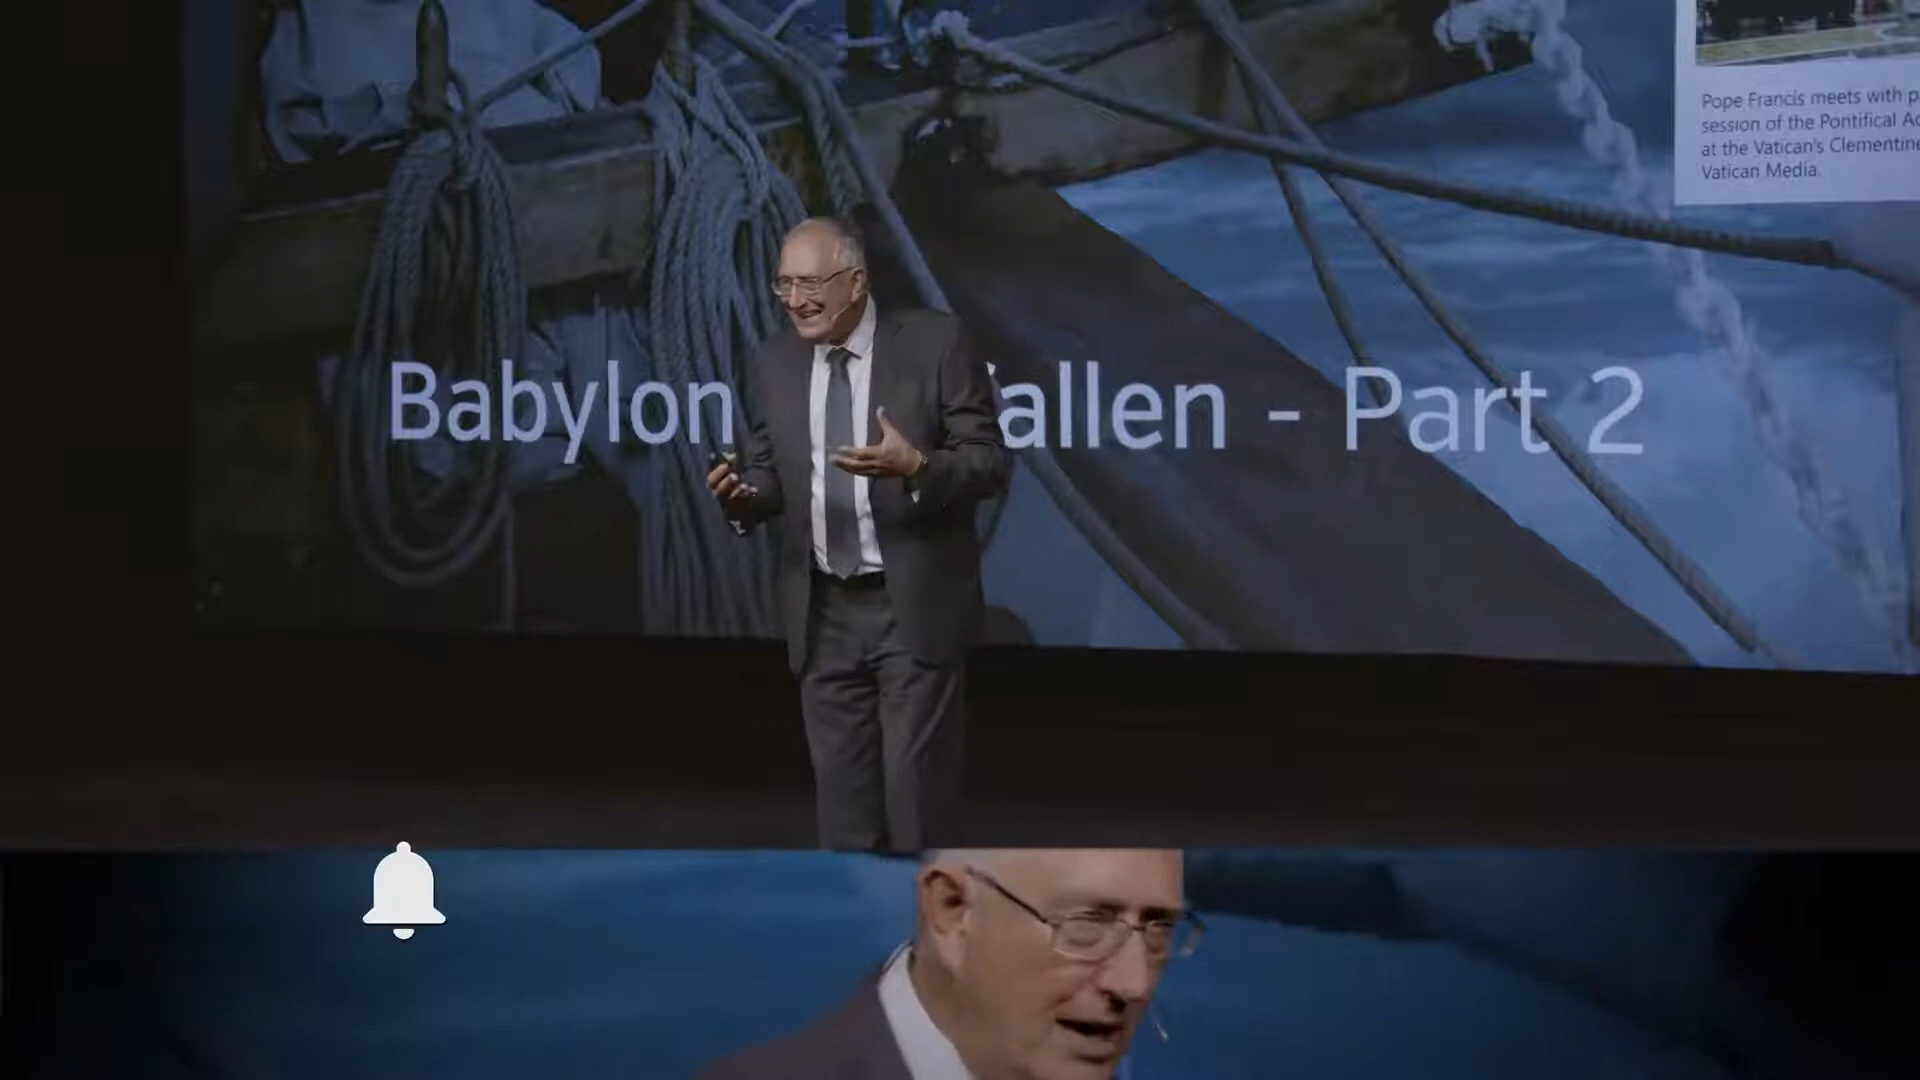 Pope Francis meets with p
session of the Pontifical Ac
at the Vatican's Clementine
Vatican Media.
Babylon allen - Part 2